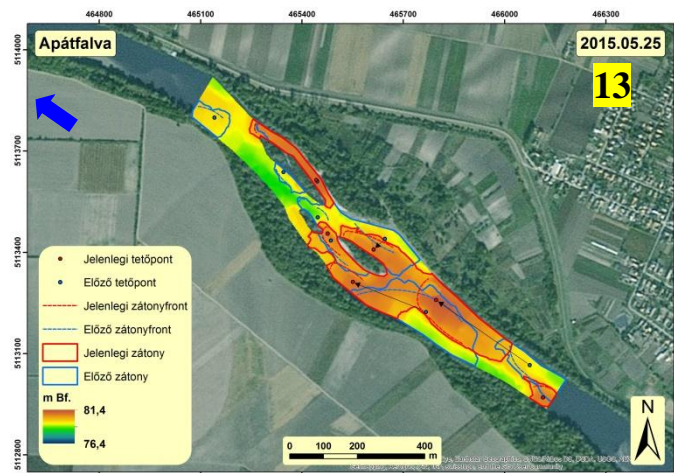 464800 465100 465400 465700 466000 466300
Apátfalva
2015.05.25
13
5114000
5113700
5113400
5113100
5112800
Jelenlegi tetőpont
Előző tetőpont
Jelenlegi zátonyfront
Előző zátonyfront
Jelenlegi zátony
Előző zátony
m Bf.
81,4
76,4
0 100 200 400
m
N